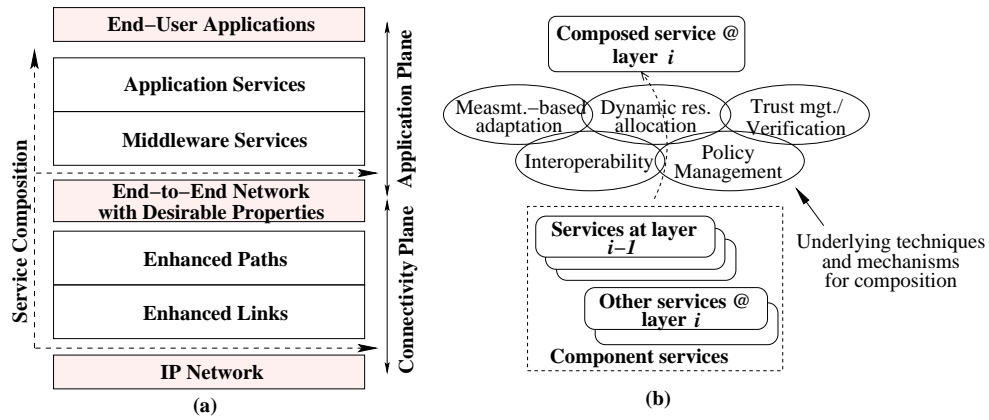 End−User Applications
Application Services
Middleware Services
End−to−End Network
with Desirable Properties
Enhanced Paths
Enhanced Links
IP Network
Service Composition
Application Plane
Connectivity Plane
(a)
Composed service @
layer i
Measmt.−based
adaptation
Dynamic res.
allocation
Trust mgt./
Verification
Interoperability
Policy
Management
Services at layer
i−1
Other services @
layer i
Component services
Underlying techniques
and mechanisms
for composition
(b)